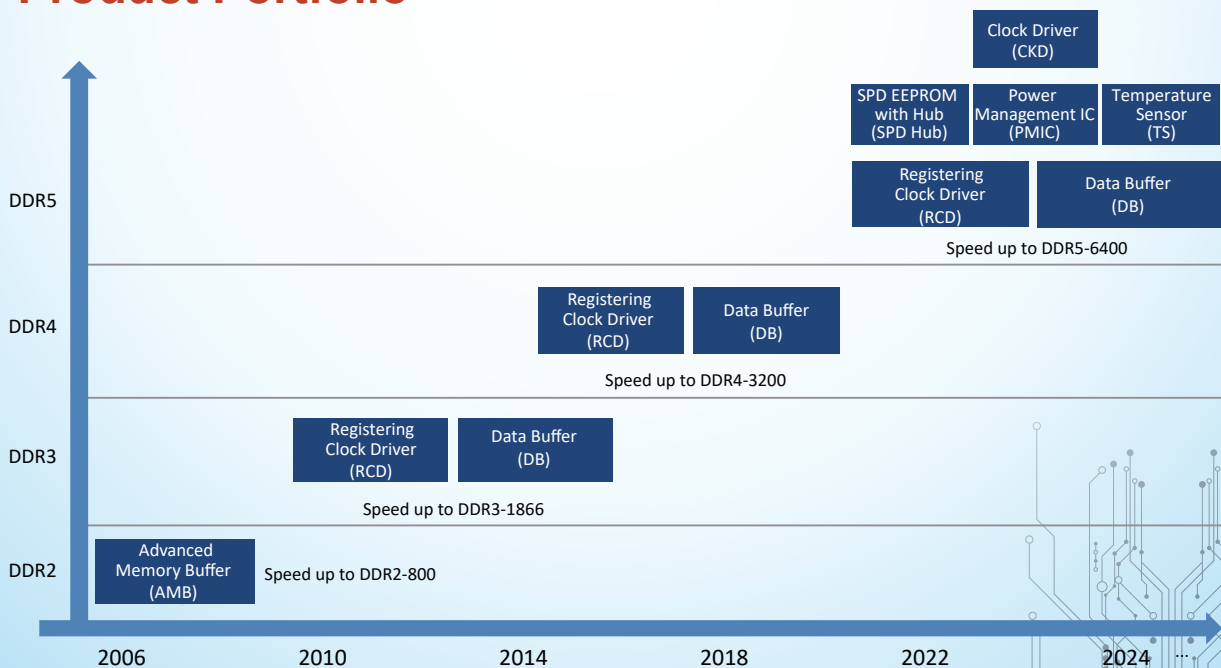 Product Portfolio
Clock Driver
(CKD)
SPD EEPROM
with Hub
(SPD Hub)
Power
Management IC
(PMIC)
Temperature
Sensor
(TS)
DDR5
Registering
Clock Driver
(RCD)
Data Buffer
(DB)
Speed up to DDR5-6400
DDR4
Registering
Clock Driver
(RCD)
Data Buffer
(DB)
Speed up to DDR4-3200
DDR3
Registering
Clock Driver
(RCD)
Data Buffer
(DB)
Speed up to DDR3-1866
DDR2
Advanced
Memory Buffer
(AMB)
Speed up to DDR2-800
2006 2010 2014 2018 2022 2024 ...